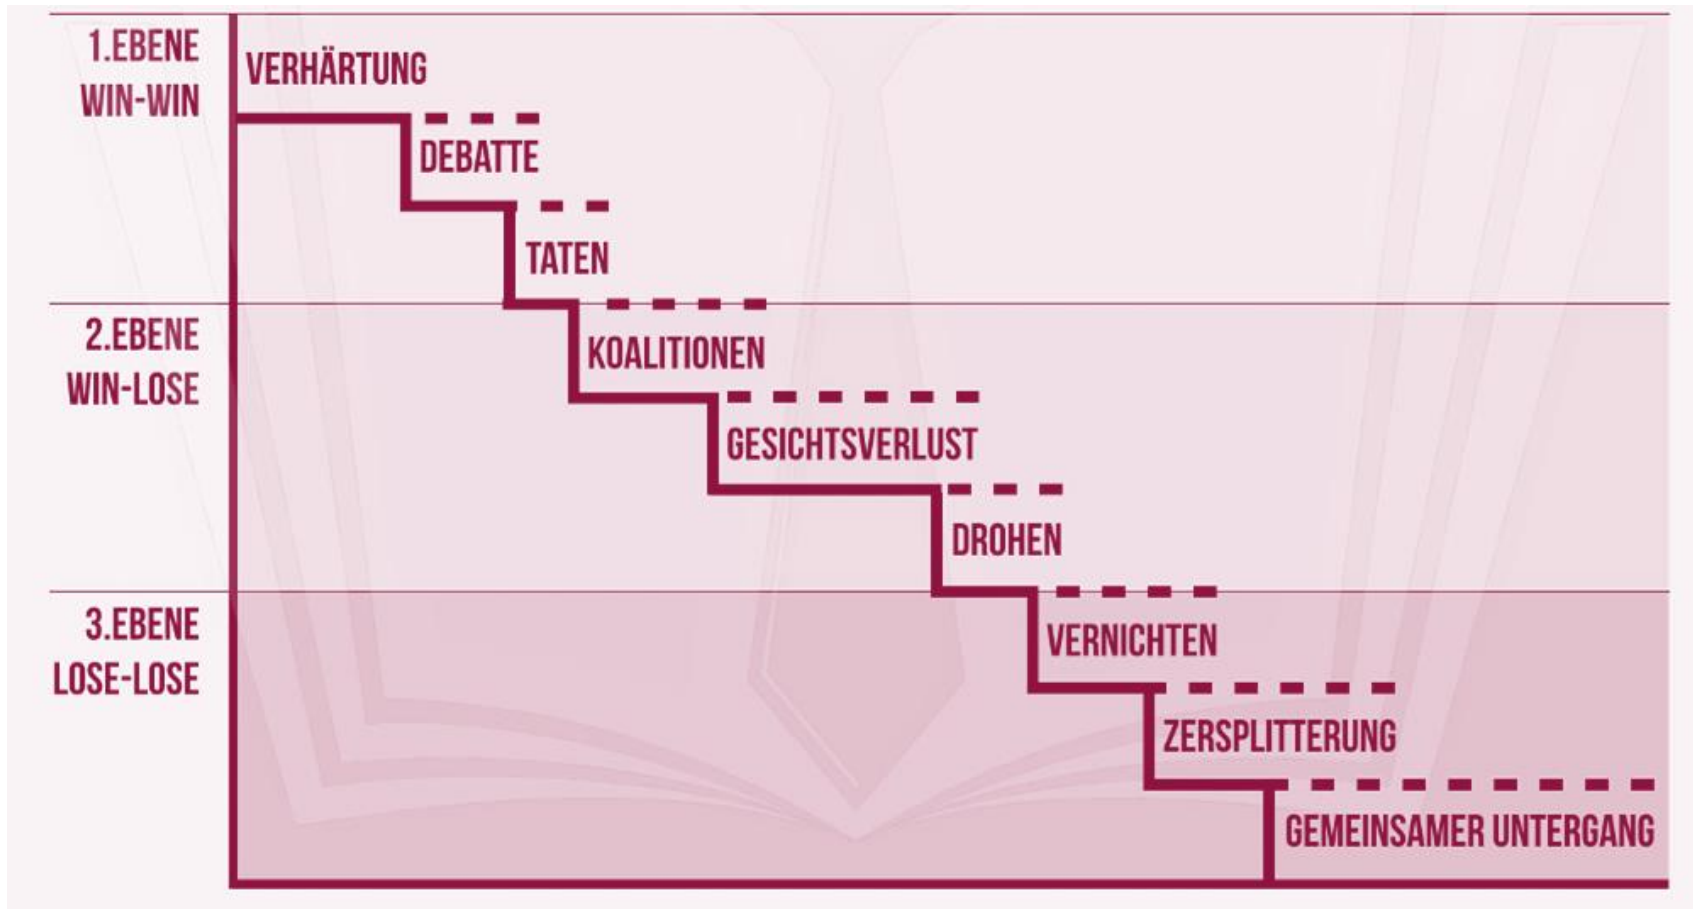 1.EBENE
WIN-WIN
VERHÄRTUNG
DEBATTE
TATEN
2.EBENE
WIN-LOSE
KOALITIONEN
GESICHTSVERLUST
DROHEN
3.EBENE
LOSE-LOSE
VERNICHTEN
ZERSPLITTERUNG
GEMEINSAMER UNTERGANG